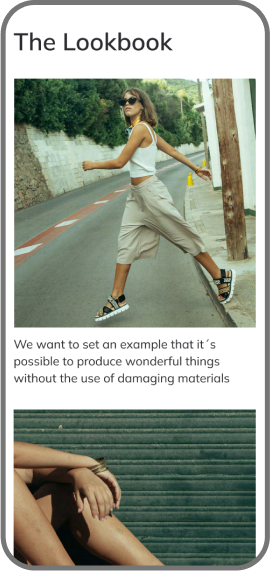 The Lookbook
We want to set an example that it´s
possible to produce wonderful things
without the use of damaging materials